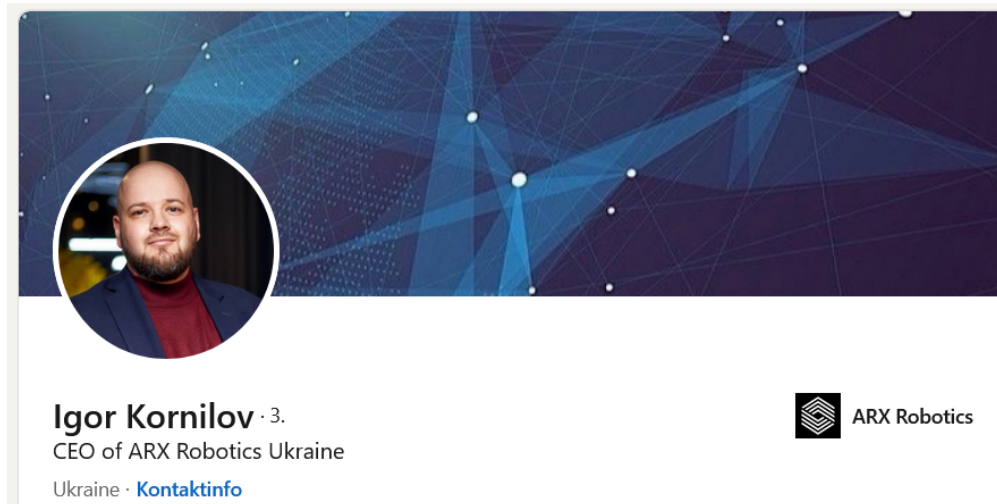 Igor Kornilov · 3.
ARX Robotics
CEO of ARX Robotics Ukraine
Ukraine · Kontaktinfo